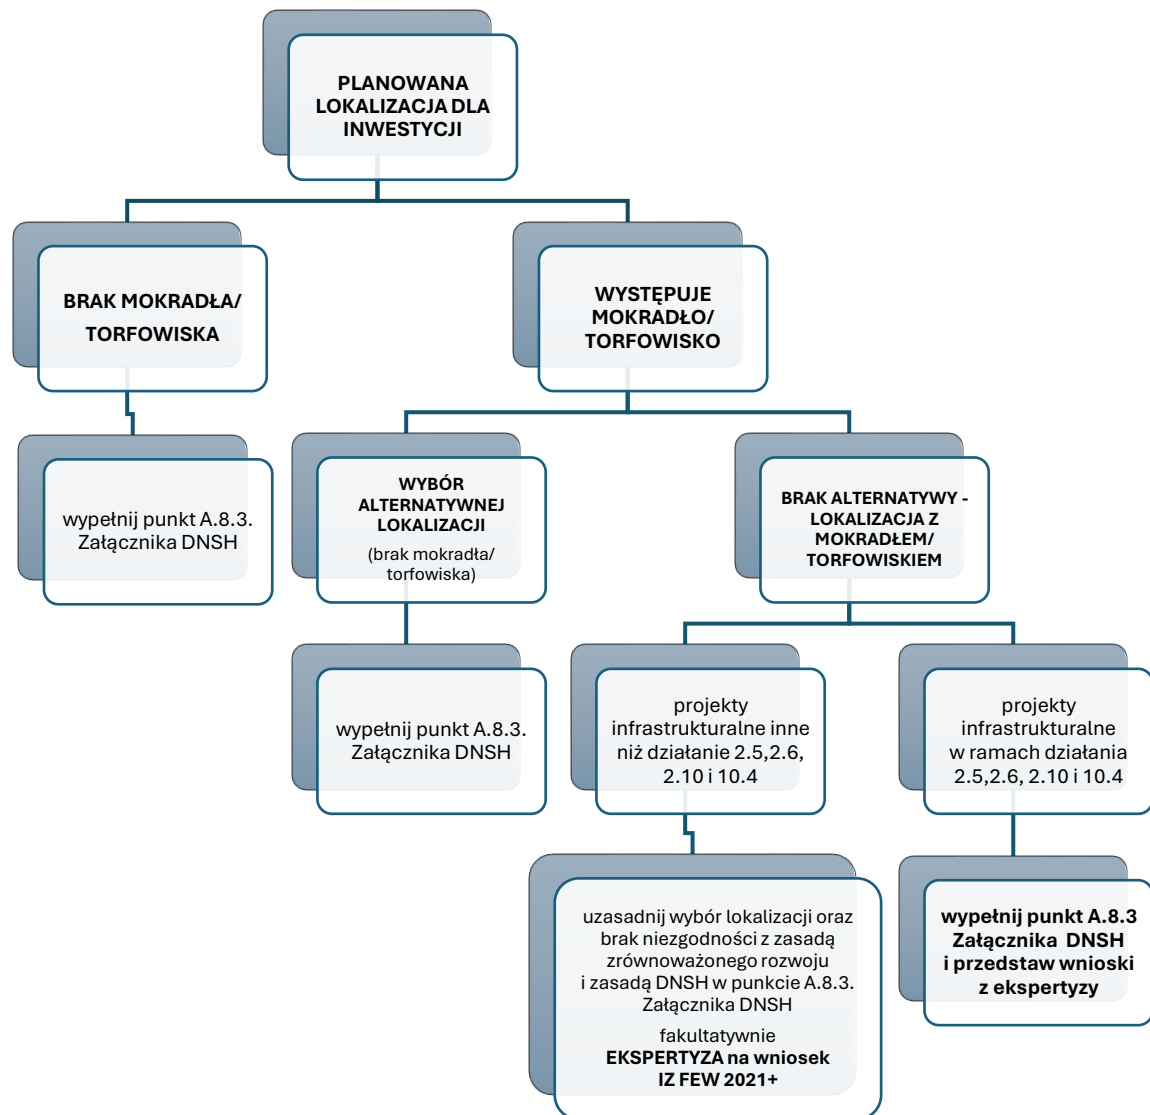 PLANOWANA
LOKALIZACJA DLA
INWESTYCJI
BRAK MOKRADŁA/
TORFOWISKA
WYSTĘPUJE
MOKRADŁO/
TORFOWISKO
wypełnij punkt A.8.3.
Załącznika DNSH
WYBÓR
ALTERNATYWNEJ
LOKALIZACJI
(brak mokradła/
torfowiska)
BRAK ALTERNATYWY -
LOKALIZACJA Z
MOKRADŁEM/
TORFOWISKIEM
wypełnij punkt A.8.3.
Załącznika DNSH
projekty
infrastrukturalne inne
niż działanie 2.5,2.6,
2.10 i 10.4
projekty
infrastrukturalne
w ramach działania
2.5,2.6, 2.10 i 10.4
uzasadnij wybór lokalizacji oraz
brak niezgodności z zasadą
zrównoważonego rozwoju
i zasadą DNSH w punkcie A.8.3.
Załącznika DNSH
fakultatywnie
EKSPERTYZA na wniosek
IZ FEW 2021+
wypełnij punkt A.8.3
Załącznika DNSH
i przedstaw wnioski
z ekspertyzy